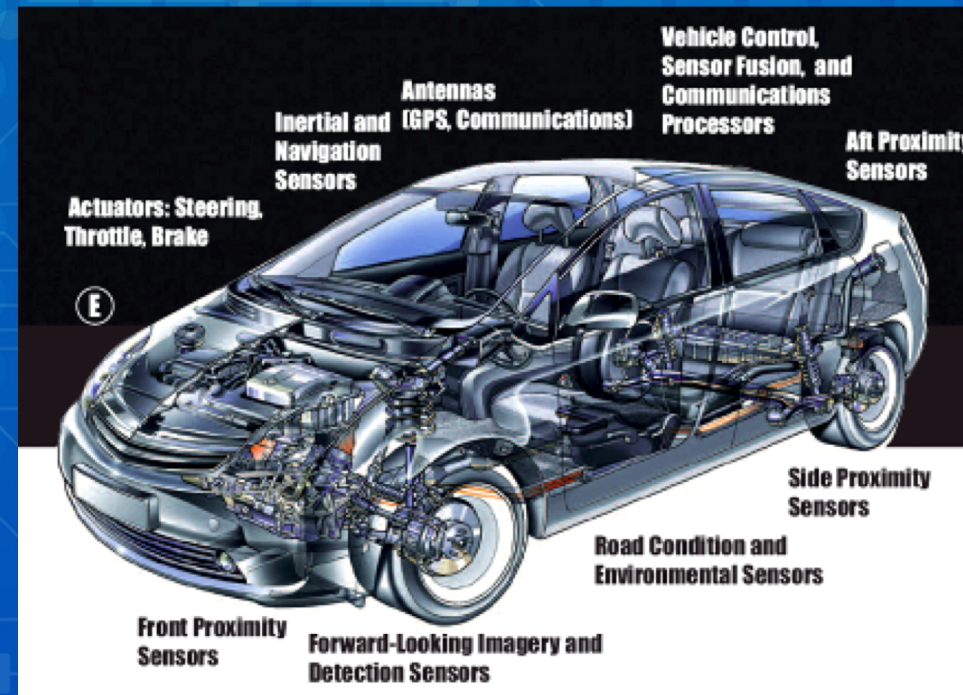 Vehicle Control,
Sensor Fusion, and
Communications
Processors
Antennas
(GPS, Communications)
Inertial and
Navigation
Sensors
Aft Proximity
Sensors
Actuators: Steering,
Throttle, Brake
E
Side Proximity
Sensors
Road Condition and
Environmental Sensors
Front Proximity
Sensors
Forward-Looking Imagery and
Detection Sensors